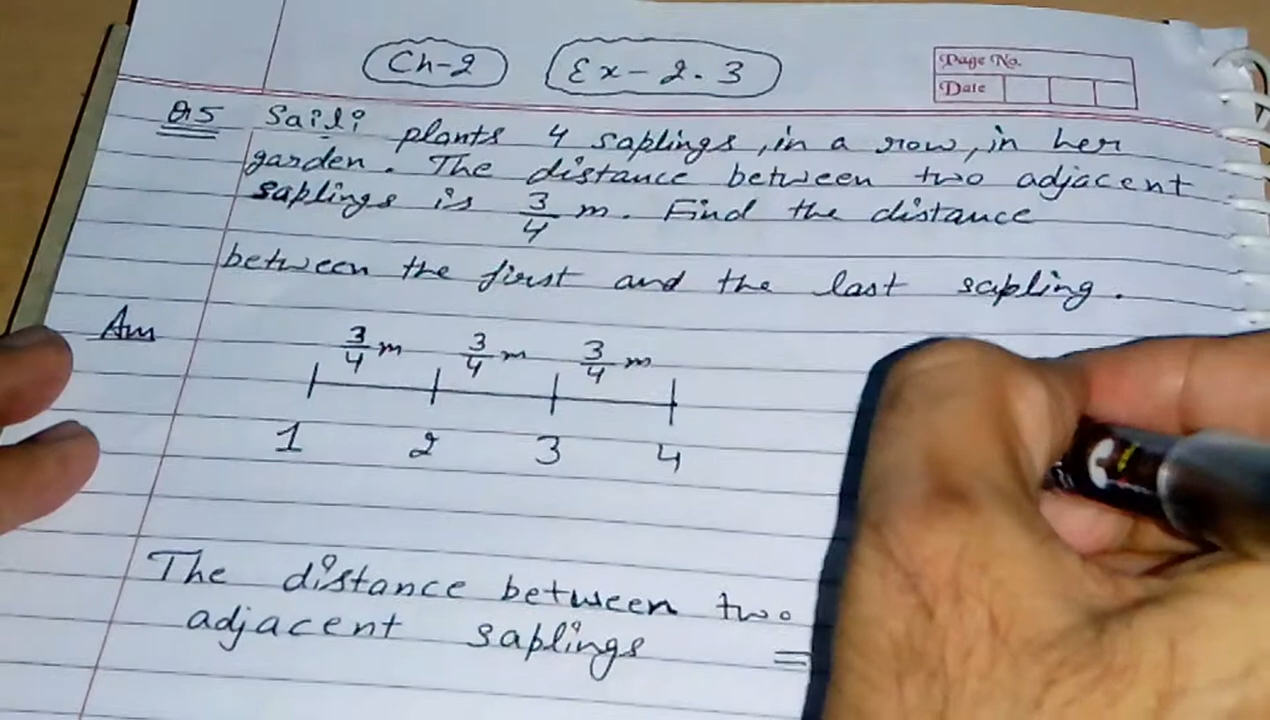 Ch-2 Ex-2.3
Page No.
Date
Q5 Saili plants 4 saplings, in a row, in her
garden. The distance between two adjacent
saplings is 3/4 m. Find the distance
between the first and the last sapling.
Ans
3/4 m 3/4 m 3/4 m
1 2 3 4
The distance between two
adjacent saplings =